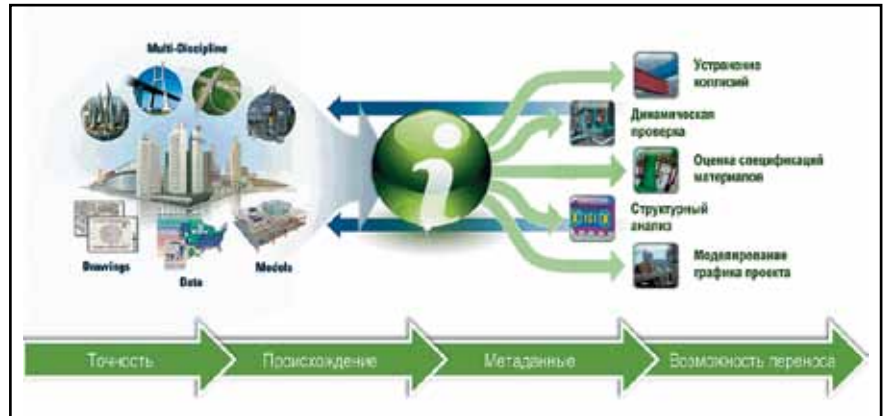 Multi-Discipline
Drawings
Data
Models
i
Устранение
коллизий
Динамическая
проверка
Оценка спецификаций
материалов
Структурный
анализ
Моделирование
графика проекта
Точность
Происхождение
Метаданные
Возможность переноса